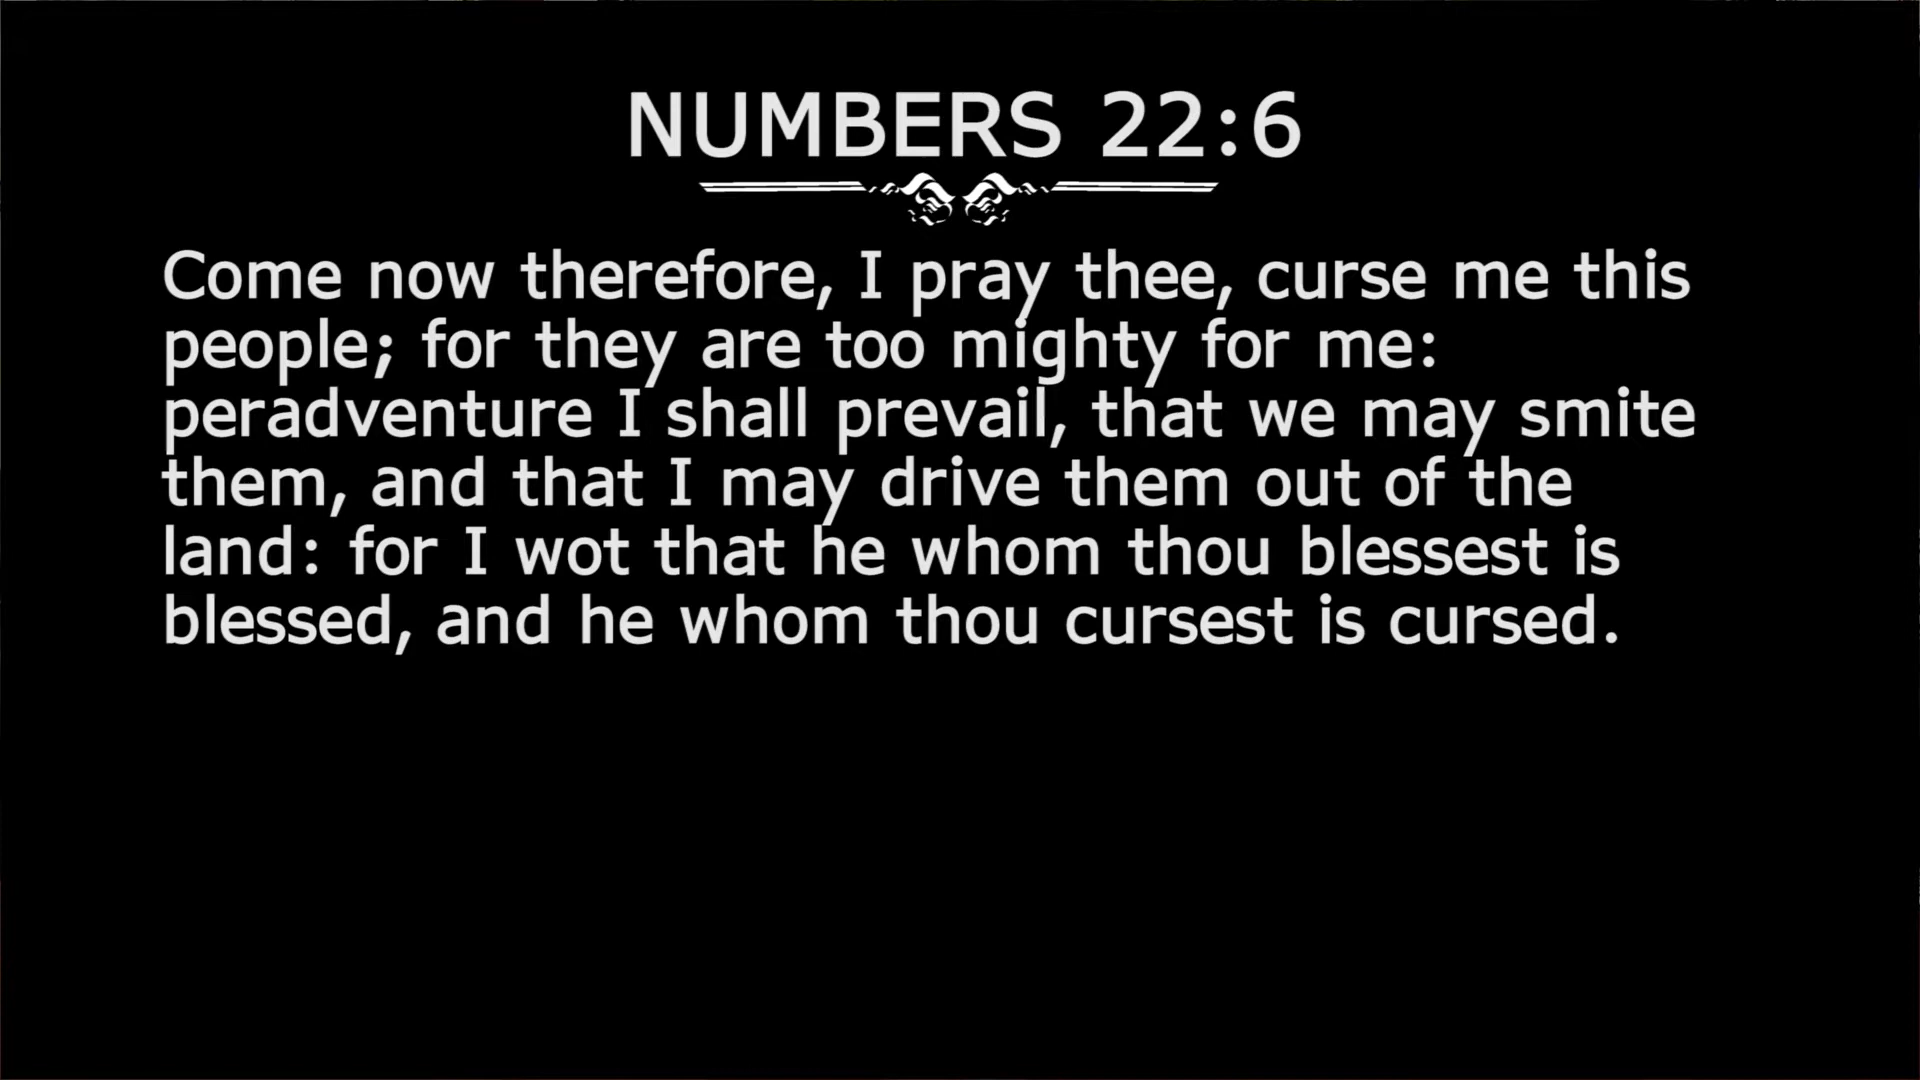 NUMBERS 22:6
Come now therefore, I pray thee, curse me this
people; for they are too mighty for me:
peradventure I shall prevail, that we may smite
them, and that I may drive them out of the
land: for I wot that he whom thou blessest is
blessed, and he whom thou cursest is cursed.